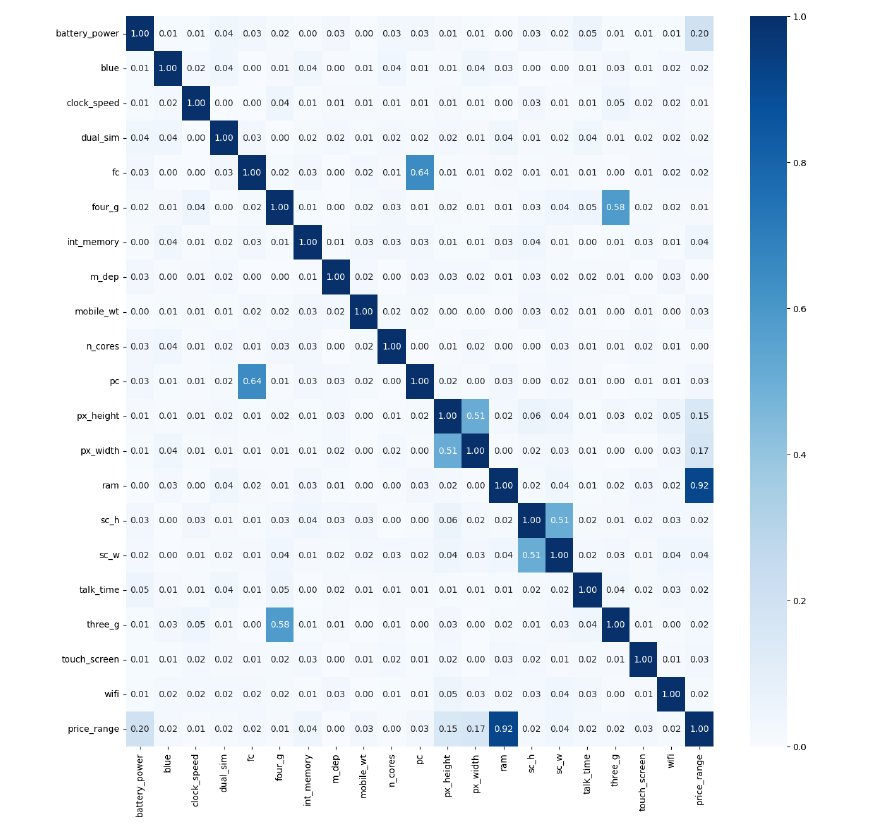 battery_power 1.00 0.01 0.01 0.04 0.03 0.02 0.00 0.03 0.00 0.03 0.03 0.01 0.01 0.00 0.03 0.02 0.05 0.01 0.01 0.01 0.20
blue 0.01 1.00 0.02 0.04 0.00 0.01 0.04 0.00 0.01 0.04 0.01 0.01 0.04 0.03 0.00 0.00 0.01 0.03 0.01 0.02 0.02
clock_speed 0.01 0.02 1.00 0.00 0.00 0.04 0.01 0.01 0.01 0.01 0.01 0.01 0.01 0.00 0.03 0.01 0.01 0.05 0.02 0.02 0.01
dual_sim 0.04 0.04 0.00 1.00 0.03 0.00 0.02 0.02 0.01 0.02 0.02 0.02 0.01 0.04 0.01 0.02 0.04 0.01 0.02 0.02 0.02
fc 0.03 0.00 0.00 0.03 1.00 0.02 0.03 0.00 0.02 0.01 0.64 0.01 0.01 0.02 0.01 0.01 0.01 0.00 0.01 0.02 0.02
four_g 0.02 0.01 0.04 0.00 0.02 1.00 0.01 0.00 0.02 0.03 0.01 0.02 0.01 0.01 0.03 0.04 0.05 0.58 0.02 0.02 0.01
int_memory 0.00 0.04 0.01 0.02 0.03 0.01 1.00 0.01 0.03 0.03 0.03 0.01 0.01 0.03 0.04 0.01 0.00 0.01 0.03 0.01 0.04
m_dep 0.03 0.00 0.01 0.02 0.00 0.00 0.01 1.00 0.02 0.00 0.03 0.03 0.02 0.01 0.03 0.02 0.02 0.01 0.00 0.03 0.00
mobile_wt 0.00 0.01 0.01 0.01 0.02 0.02 0.03 0.02 1.00 0.02 0.02 0.00 0.00 0.00 0.03 0.02 0.01 0.00 0.01 0.00 0.03
n_cores 0.03 0.04 0.01 0.02 0.01 0.03 0.03 0.00 0.02 1.00 0.00 0.01 0.02 0.00 0.00 0.03 0.01 0.01 0.02 0.01 0.00
pc 0.03 0.01 0.01 0.02 0.64 0.01 0.03 0.03 0.02 0.00 1.00 0.02 0.00 0.03 0.00 0.02 0.01 0.00 0.01 0.01 0.03
px_height 0.01 0.01 0.01 0.02 0.01 0.02 0.01 0.03 0.00 0.01 0.02 1.00 0.51 0.02 0.06 0.04 0.01 0.03 0.02 0.05 0.15
px_width 0.01 0.04 0.01 0.01 0.01 0.01 0.01 0.02 0.00 0.02 0.00 0.51 1.00 0.00 0.02 0.03 0.01 0.00 0.00 0.03 0.17
ram 0.00 0.03 0.00 0.04 0.02 0.01 0.03 0.01 0.00 0.00 0.03 0.02 0.00 1.00 0.02 0.04 0.01 0.02 0.03 0.02 0.92
sc_h 0.03 0.00 0.03 0.01 0.01 0.03 0.04 0.03 0.03 0.00 0.00 0.06 0.02 0.02 1.00 0.51 0.02 0.01 0.02 0.03 0.02
sc_w 0.02 0.00 0.01 0.02 0.01 0.04 0.01 0.02 0.02 0.03 0.02 0.04 0.03 0.04 0.51 1.00 0.02 0.03 0.01 0.04 0.04
talk_time 0.05 0.01 0.01 0.04 0.01 0.05 0.00 0.02 0.01 0.01 0.01 0.01 0.01 0.01 0.02 0.02 1.00 0.04 0.02 0.03 0.02
three_g 0.01 0.03 0.05 0.01 0.00 0.58 0.01 0.01 0.00 0.01 0.00 0.03 0.00 0.02 0.01 0.03 0.04 1.00 0.01 0.00 0.02
touch_screen 0.01 0.01 0.02 0.02 0.01 0.02 0.03 0.00 0.01 0.02 0.01 0.02 0.00 0.03 0.02 0.01 0.02 0.01 1.00 0.01 0.03
wifi 0.01 0.02 0.02 0.02 0.02 0.02 0.01 0.03 0.00 0.01 0.01 0.05 0.03 0.02 0.03 0.04 0.03 0.00 0.01 1.00 0.02
price_range 0.20 0.02 0.01 0.02 0.02 0.01 0.04 0.00 0.03 0.00 0.03 0.15 0.17 0.92 0.02 0.04 0.02 0.02 0.03 0.02 1.00
battery_power blue clock_speed dual_sim fc four_g int_memory m_dep mobile_wt n_cores pc px_height px_width ram sc_h sc_w talk_time three_g touch_screen wifi price_range
1.0
0.8
0.6
0.4
0.2
0.0